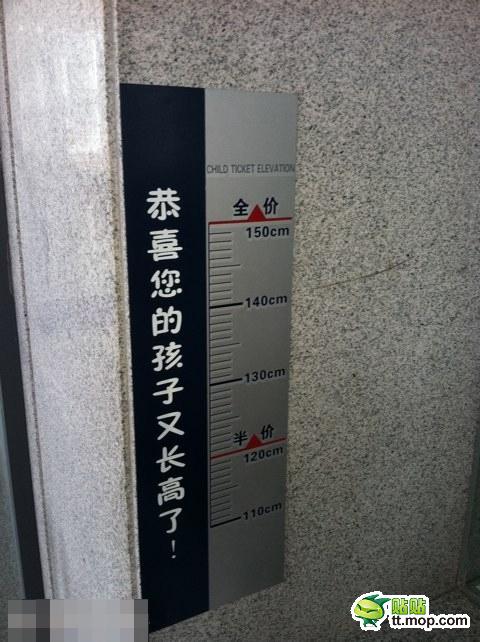 恭喜您的孩子又长高了!
CHILD TICKET ELEVATION
全价
150cm
140cm
130cm
半价
120cm
110cm
贴贴
tt.mop.com